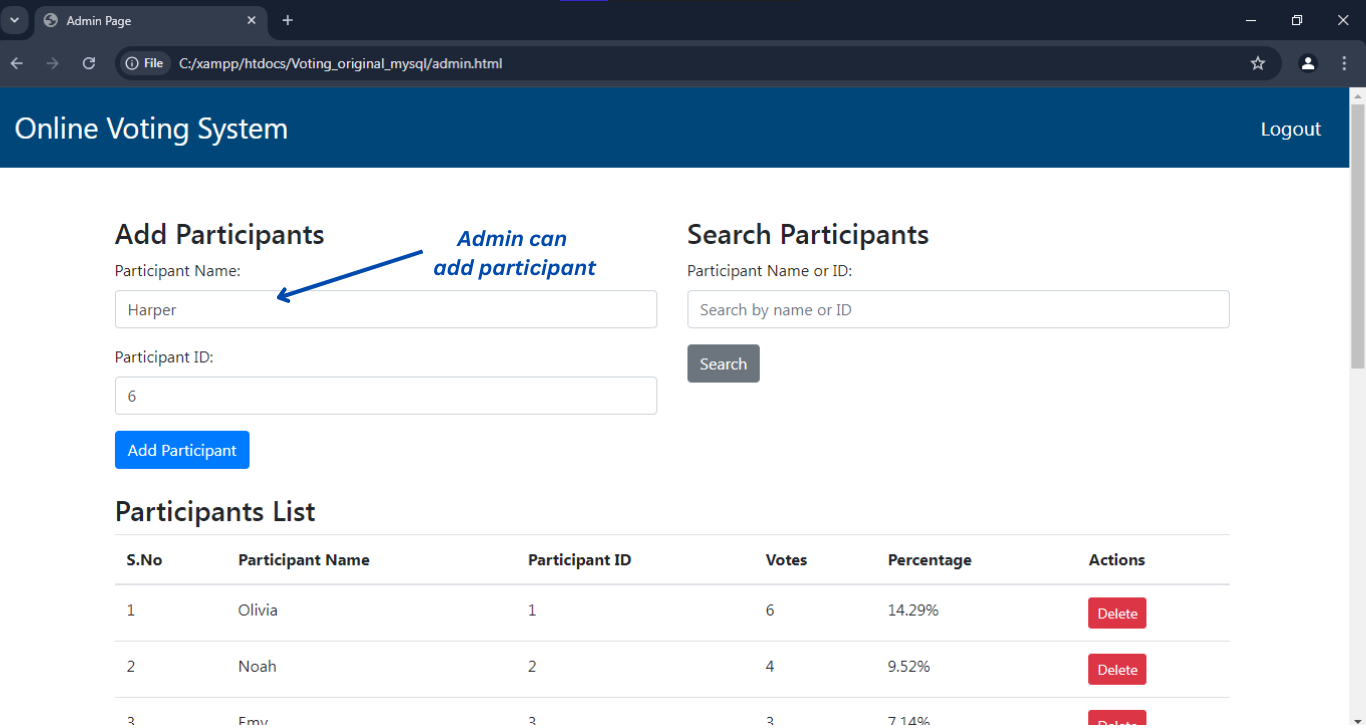 Admin Page
File C:/xampp/htdocs/Voting_original_mysql/admin.html
Online Voting System
Logout
Add Participants
Participant Name:
Harper
Participant ID:
6
Add Participant
Admin can
add participant
Search Participants
Participant Name or ID:
Search by name or ID
Search
Participants List
S.No Participant Name Participant ID Votes Percentage Actions
1 Olivia 1 6 14.29% Delete
2 Noah 2 4 9.52% Delete
3 Emy 3 3 7.14% Delete